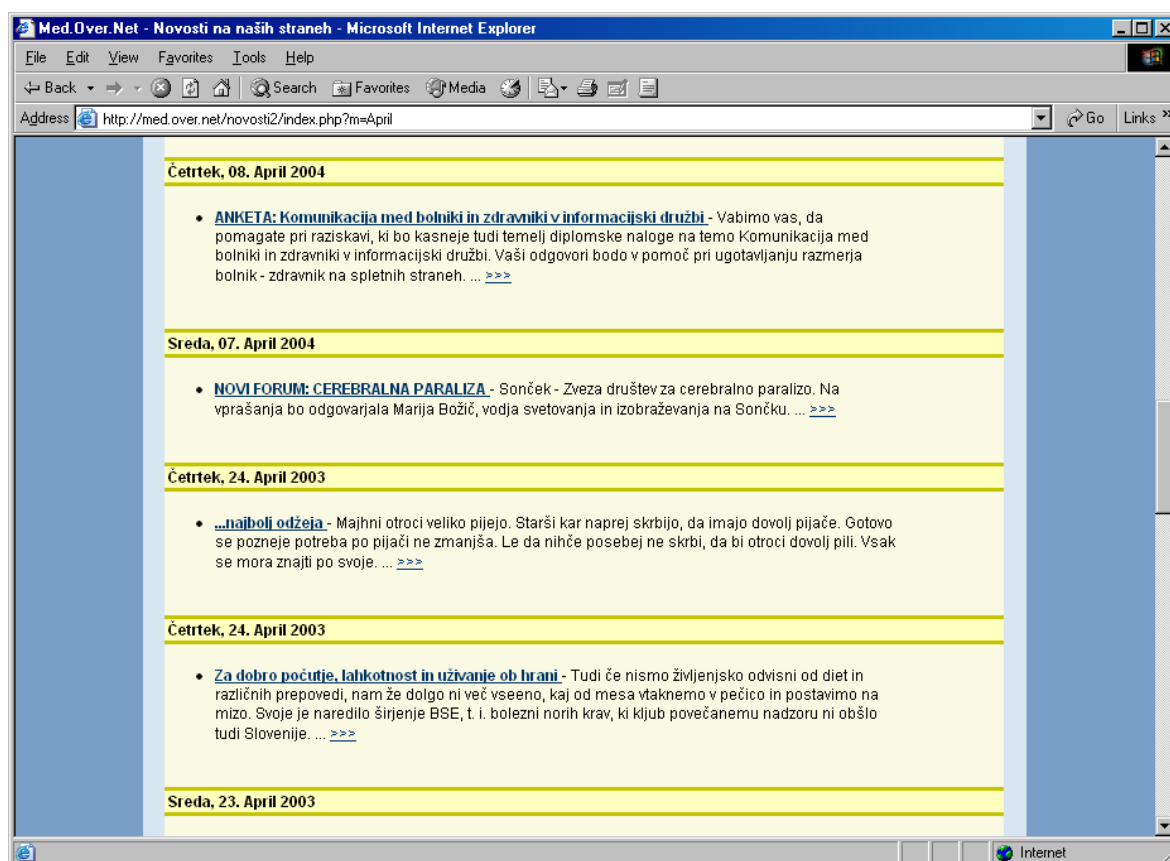 Med.Over.Net - Novosti na naših straneh - Microsoft Internet Explorer
File Edit View Favorites Tools Help
Back Search Favorites Media
Address http://med.over.net/novosti2/index.php?m=April Go Links »
Četrtek, 08. April 2004
• ANKETA: Komunikacija med bolniki in zdravniki v informacijski družbi - Vabimo vas, da
pomagate pri raziskavi, ki bo kasneje tudi temelj diplomske naloge na temo Komunikacija med
bolniki in zdravniki v informacijski družbi. Vaši odgovori bodo v pomoč pri ugotavljanju razmerja
bolnik - zdravnik na spletnih straneh. ... >>>
Sreda, 07. April 2004
• NOVI FORUM: CEREBRALNA PARALIZA - Sonček - Zveza društev za cerebralno paralizo. Na
vprašanja bo odgovarjala Marija Božič, vodja svetovanja in izobraževanja na Sončku. ... >>>
Četrtek, 24. April 2003
• ...najbolj odžeja - Majhni otroci veliko pijejo. Starši kar naprej skrbijo, da imajo dovolj pijače. Gotovo
se pozneje potreba po pijači ne zmanjša. Le da nihče posebej ne skrbi, da bi otroci dovolj pili. Vsak
se mora znajti po svoje. ... >>>
Četrtek, 24. April 2003
• Za dobro počutje, lahkotnost in uživanje ob hrani - Tudi če nismo življenjsko odvisni od diet in
različnih prepovedi, nam že dolgo ni več vseeno, kaj od mesa vtaknemo v pečico in postavimo na
mizo. Svoje je naredilo širjenje BSE, t. i. bolezni norih krav, ki kljub povečanemu nadzoru ni obšlo
tudi Slovenije. ... >>>
Sreda, 23. April 2003
Internet